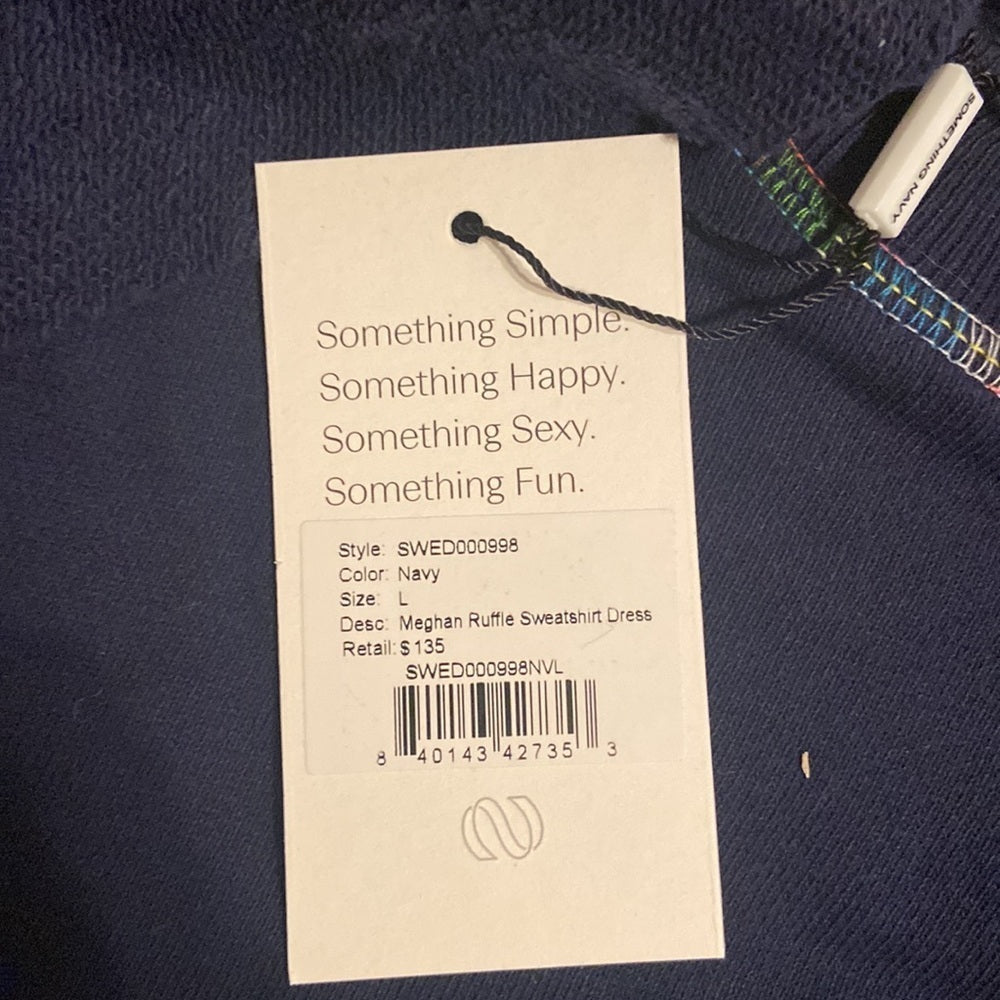 SOMETHING NAVY
Something Simple.
Something Happy.
Something Sexy.
Something Fun.
Style: SWED000998
Color: Navy
Size: L
Desc: Meghan Ruffle Sweatshirt Dress
Retail: $135
SWED000998NVL
8 40143 42735 3